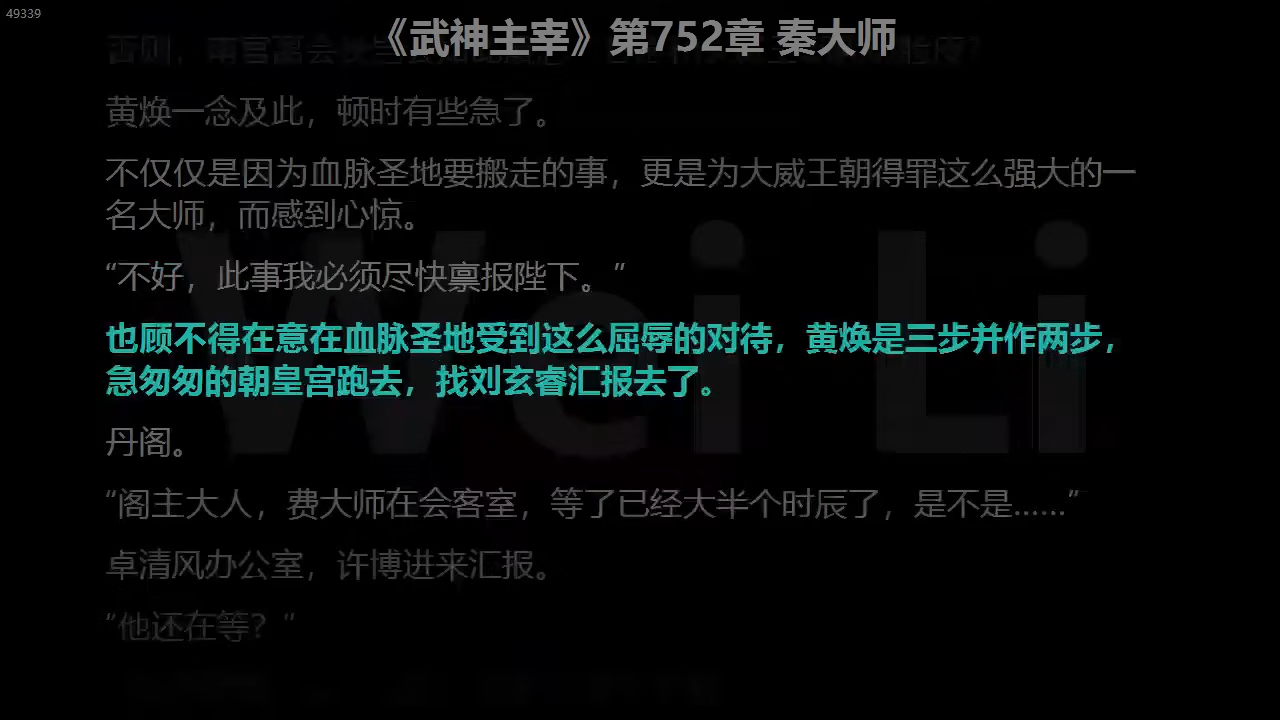 49339
《武神主宰》第752章 秦大师
黄焕一念及此，顿时有些急了。
不仅仅是因为血脉圣地要搬走的事，更是为大威王朝得罪这么强大的一
名大师，而感到心惊。
“不好，此事我必须尽快禀报陛下。”
也顾不得在意在血脉圣地受到这么屈辱的对待，黄焕是三步并作两步，
急匆匆的朝皇宫跑去，找刘玄睿汇报去了。
丹阁。
“阁主大人，费大师在会客室，等了已经大半个时辰了，是不是……”
卓清风办公室，许博进来汇报。
“他还在等？“
Wei Li